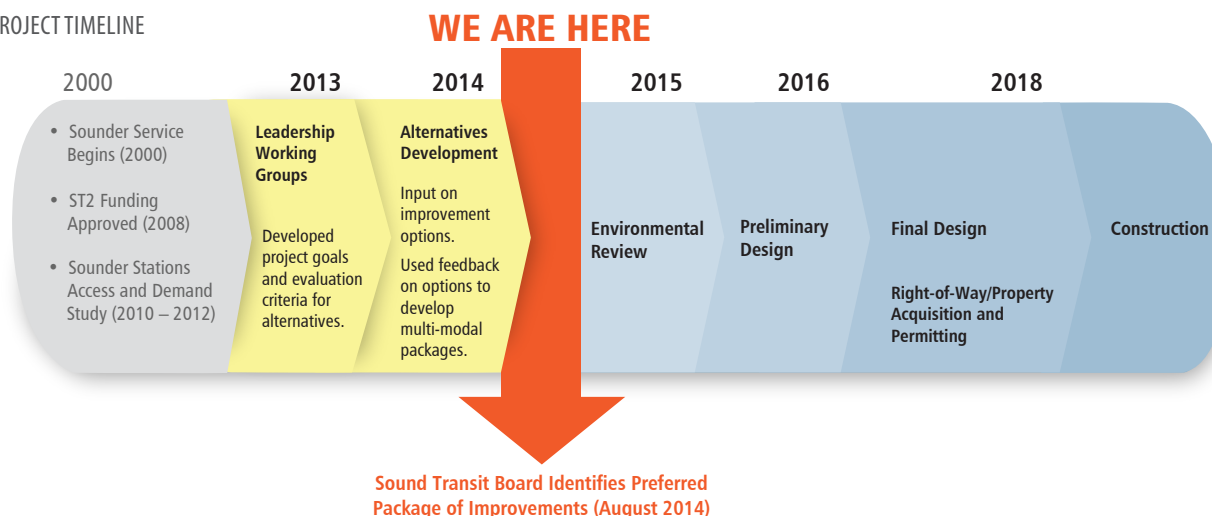 ROJECT TIMELINE
WE ARE HERE
2000
2013
2014
2015
2016
2018
• Sounder Service
Begins (2000)
• ST2 Funding
Approved (2008)
• Sounder Stations
Access and Demand
Study (2010 – 2012)
Leadership
Working
Groups
Developed
project goals
and evaluation
criteria for
alternatives.
Alternatives
Development
Input on
improvement
options.
Used feedback
on options to
develop
multi-modal
packages.
Environmental
Review
Preliminary
Design
Final Design
Right-of-Way/Property
Acquisition and
Permitting
Construction
Sound Transit Board Identifies Preferred
Package of Improvements (August 2014)